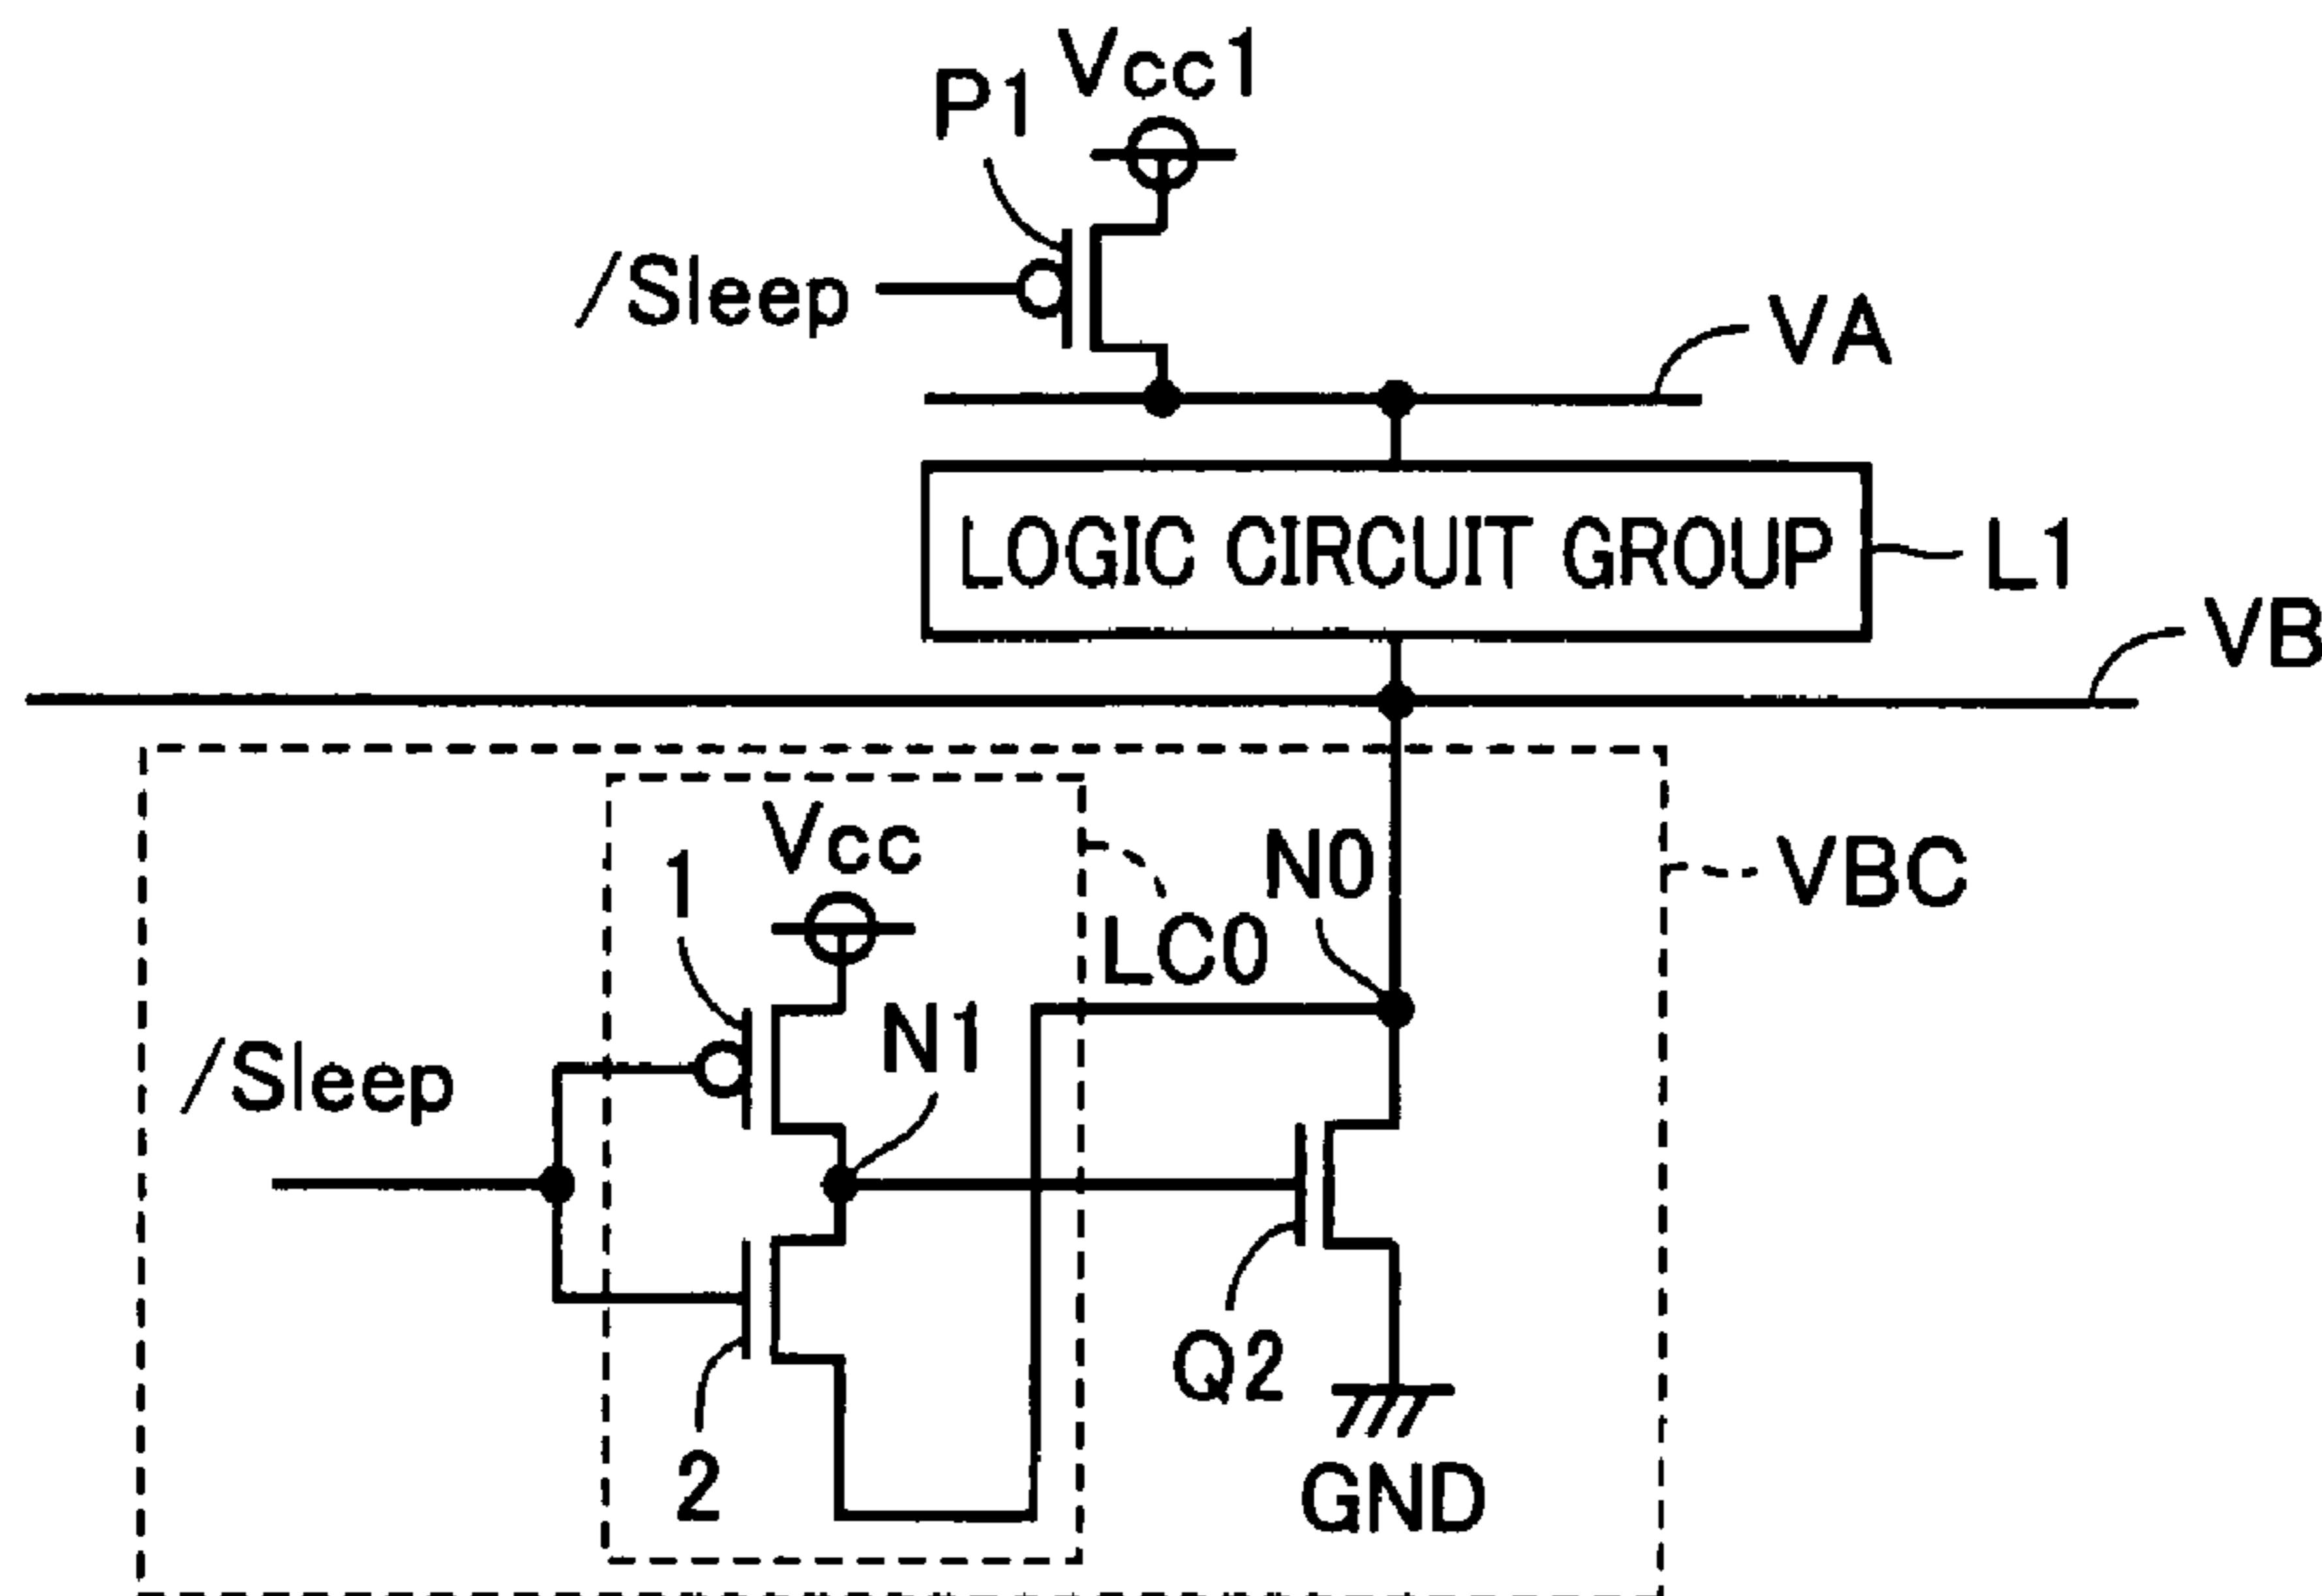 Vcc1
P1
/Sleep
VA
LOGIC CIRCUIT GROUP
L1
VB
Vcc
1
N0
VBC
LC0
N1
/Sleep
Q2
2
GND